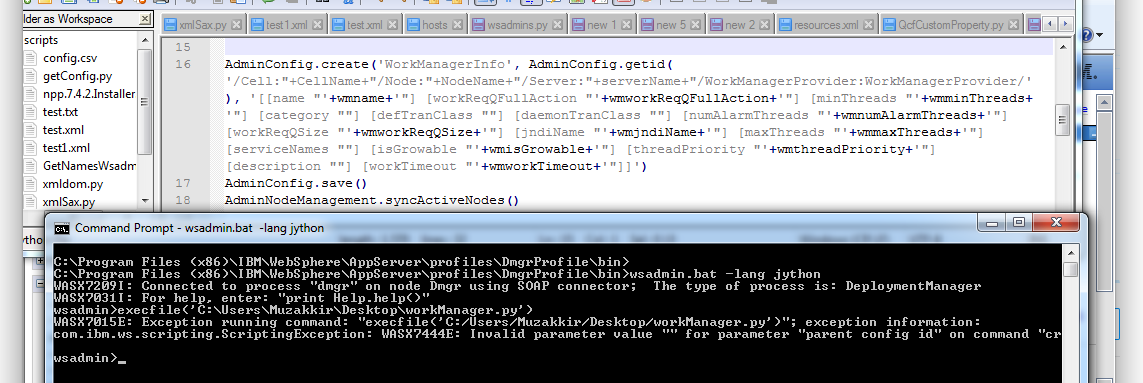 lder as Workspace
scripts
config.csv
getConfig.py
npp.7.4.2.Installer
test.txt
test.xml
test1.xml
GetNamesWsadm
xmldom.py
xmlSax.py
xmlSax.py test1.xml test.xml hosts wsadmins.py new 1 new 5 new 2 resources.xml QcfCustomProperty.py
15
16 AdminConfig.create('WorkManagerInfo', AdminConfig.getid(
'/Cell:"+CellName+"/Node:"+NodeName+"/Server:"+serverName+"/WorkManagerProvider:WorkManagerProvider/'
), '[[name "'+wmname+'"] [workReqQFullAction "'+wmworkReqQFullAction+'"] [minThreads "'+wmminThreads+
'"] [category ""] [defTranClass ""] [daemonTranClass ""] [numAlarmThreads "'+wmnumAlarmThreads+'"]
[workReqQSize "'+wmworkReqQSize+'"] [jndiName "'+wmjndiName+'"] [maxThreads "'+wmmaxThreads+'"]
[serviceNames ""] [isGrowable "'+wmisGrowable+'"] [threadPriority "'+wmthreadPriority+'"]
[description ""] [workTimeout "'+wmworkTimeout+'"]]')
17 AdminConfig.save()
18 AdminNodeManagement.syncActiveNodes()
Command Prompt - wsadmin.bat -lang jython
C:\Program Files (x86)\IBM\WebSphere\AppServer\profiles\DmgrProfile\bin>
C:\Program Files (x86)\IBM\WebSphere\AppServer\profiles\DmgrProfile\bin>wsadmin.bat -lang jython
WASX7209I: Connected to process "dmgr" on node Dmgr using SOAP connector; The type of process is: DeploymentManager
WASX7031I: For help, enter: "print Help.help()"
wsadmin>execfile('C:\Users\Muzakkir\Desktop\workManager.py')
WASX7015E: Exception running command: "execfile('C:/Users/Muzakkir/Desktop/workManager.py')"; exception information:
com.ibm.ws.scripting.ScriptingException: WASX7444E: Invalid parameter value "" for parameter "parent config id" on command "cr
wsadmin>_